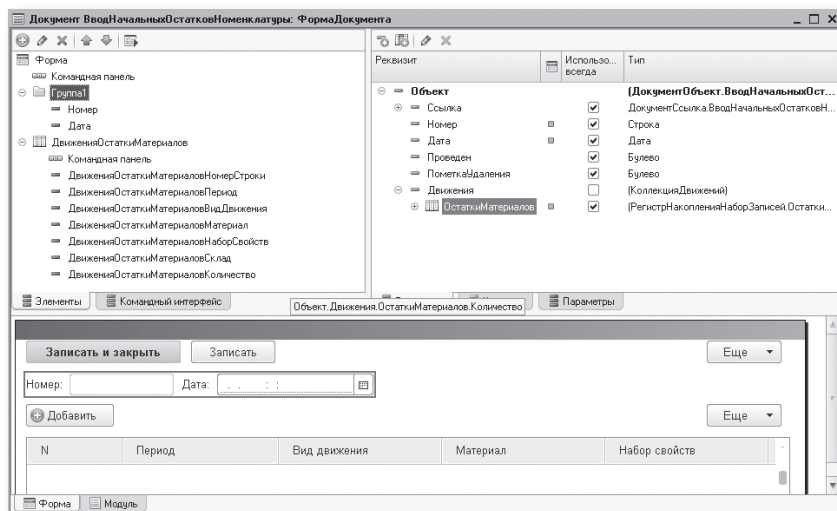 Документ ВводНачальныхОстатковНоменклатуры: ФормаДокумента
Форма
Командная панель
Группа1
Номер
Дата
ДвиженияОстаткиМатериалов
Командная панель
ДвиженияОстаткиМатериаловНомерСтроки
ДвиженияОстаткиМатериаловПериод
ДвиженияОстаткиМатериаловВидДвижения
ДвиженияОстаткиМатериаловМатериал
ДвиженияОстаткиМатериаловНаборСвойств
ДвиженияОстаткиМатериаловСклад
ДвиженияОстаткиМатериаловКоличество
Элементы Командный интерфейс
Реквизит Использо... всегда Тип
Объект (ДокументОбъект.ВводНачальныхОст...
Ссылка ДокументСсылка.ВводНачальныхОстатковН...
Номер Строка
Дата Дата
Проведен Булево
ПометкаУдаления Булево
Движения (КоллекцияДвижений)
ОстаткиМатериалов (РегистрНакопленияНаборЗаписей.Остатки...
Параметры
Объект.Движения.ОстаткиМатериалов.Количество
Записать и закрыть Записать Еще
Номер: Дата: . . : :
Добавить Еще
N Период Вид движения Материал Набор свойств
Форма Модуль